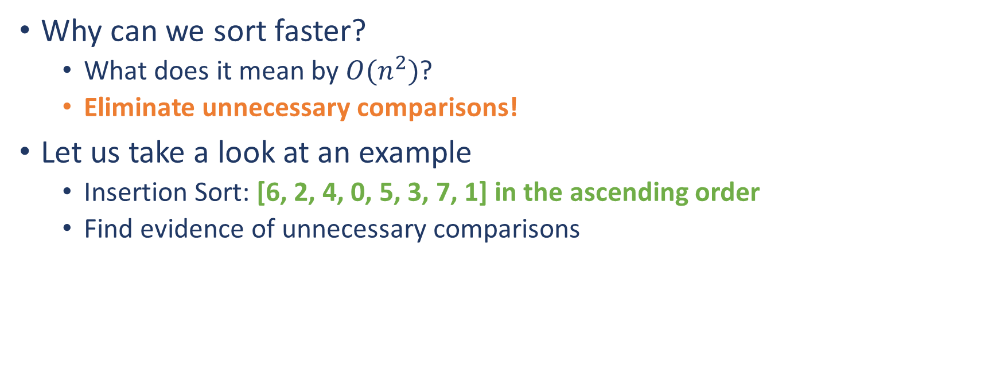 • Why can we sort faster?
• What does it mean by O(n²)?
• Eliminate unnecessary comparisons!
• Let us take a look at an example
• Insertion Sort: [6, 2, 4, 0, 5, 3, 7, 1] in the ascending order
• Find evidence of unnecessary comparisons